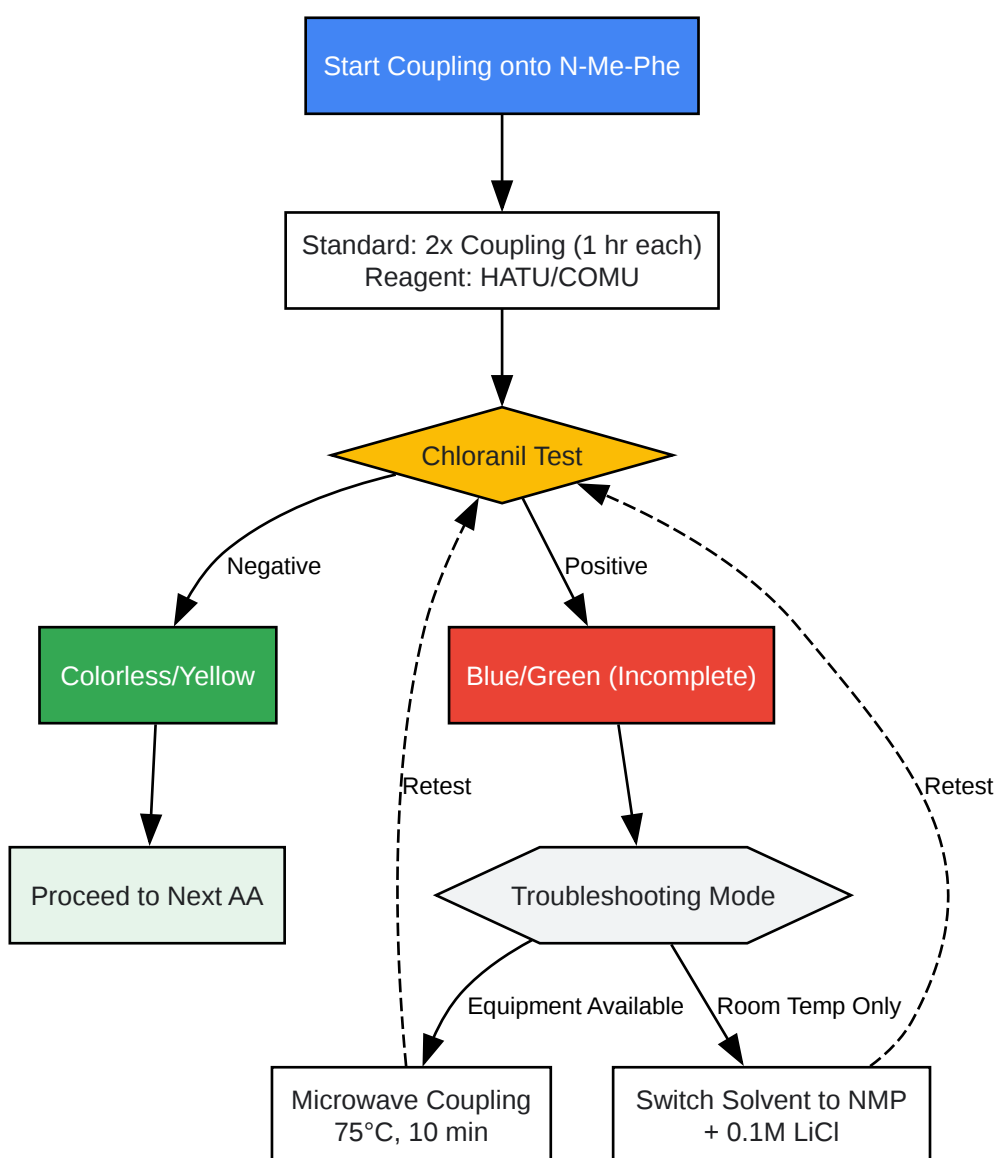 Start Coupling onto N-Me-Phe
Standard: 2x Coupling (1 hr each)
Reagent: HATU/COMU
Chloranil Test
Negative
Positive
Colorless/Yellow
Blue/Green (Incomplete)
Retest
Retest
Proceed to Next AA
Troubleshooting Mode
Equipment Available
Room Temp Only
Microwave Coupling
75°C, 10 min
Switch Solvent to NMP
+ 0.1M LiCl